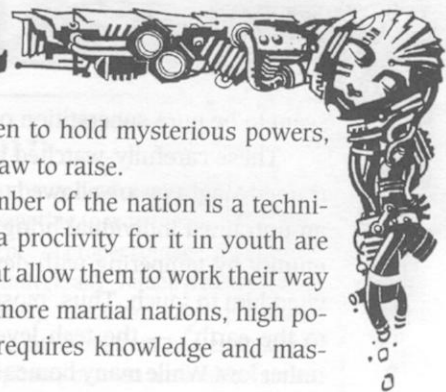 en to hold mysterious powers,
aw to raise.
mber of the nation is a techni-
a proclivity for it in youth are
t allow them to work their way
more martial nations, high po-
requires knowledge and mas-